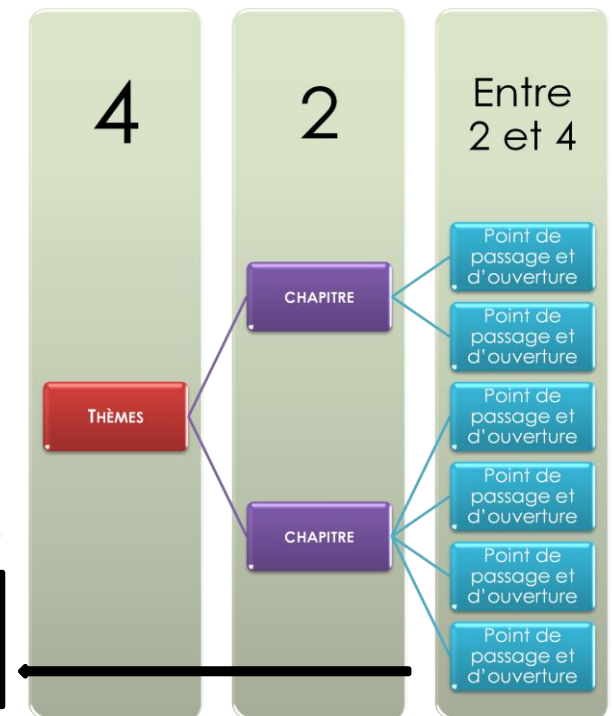 4
2
Entre
2 et 4
THÈMES
CHAPITRE
CHAPITRE
Point de
passage et
d'ouverture
Point de
passage et
d'ouverture
Point de
passage et
d'ouverture
Point de
passage et
d'ouverture
Point de
passage et
d'ouverture
Point de
passage et
d'ouverture